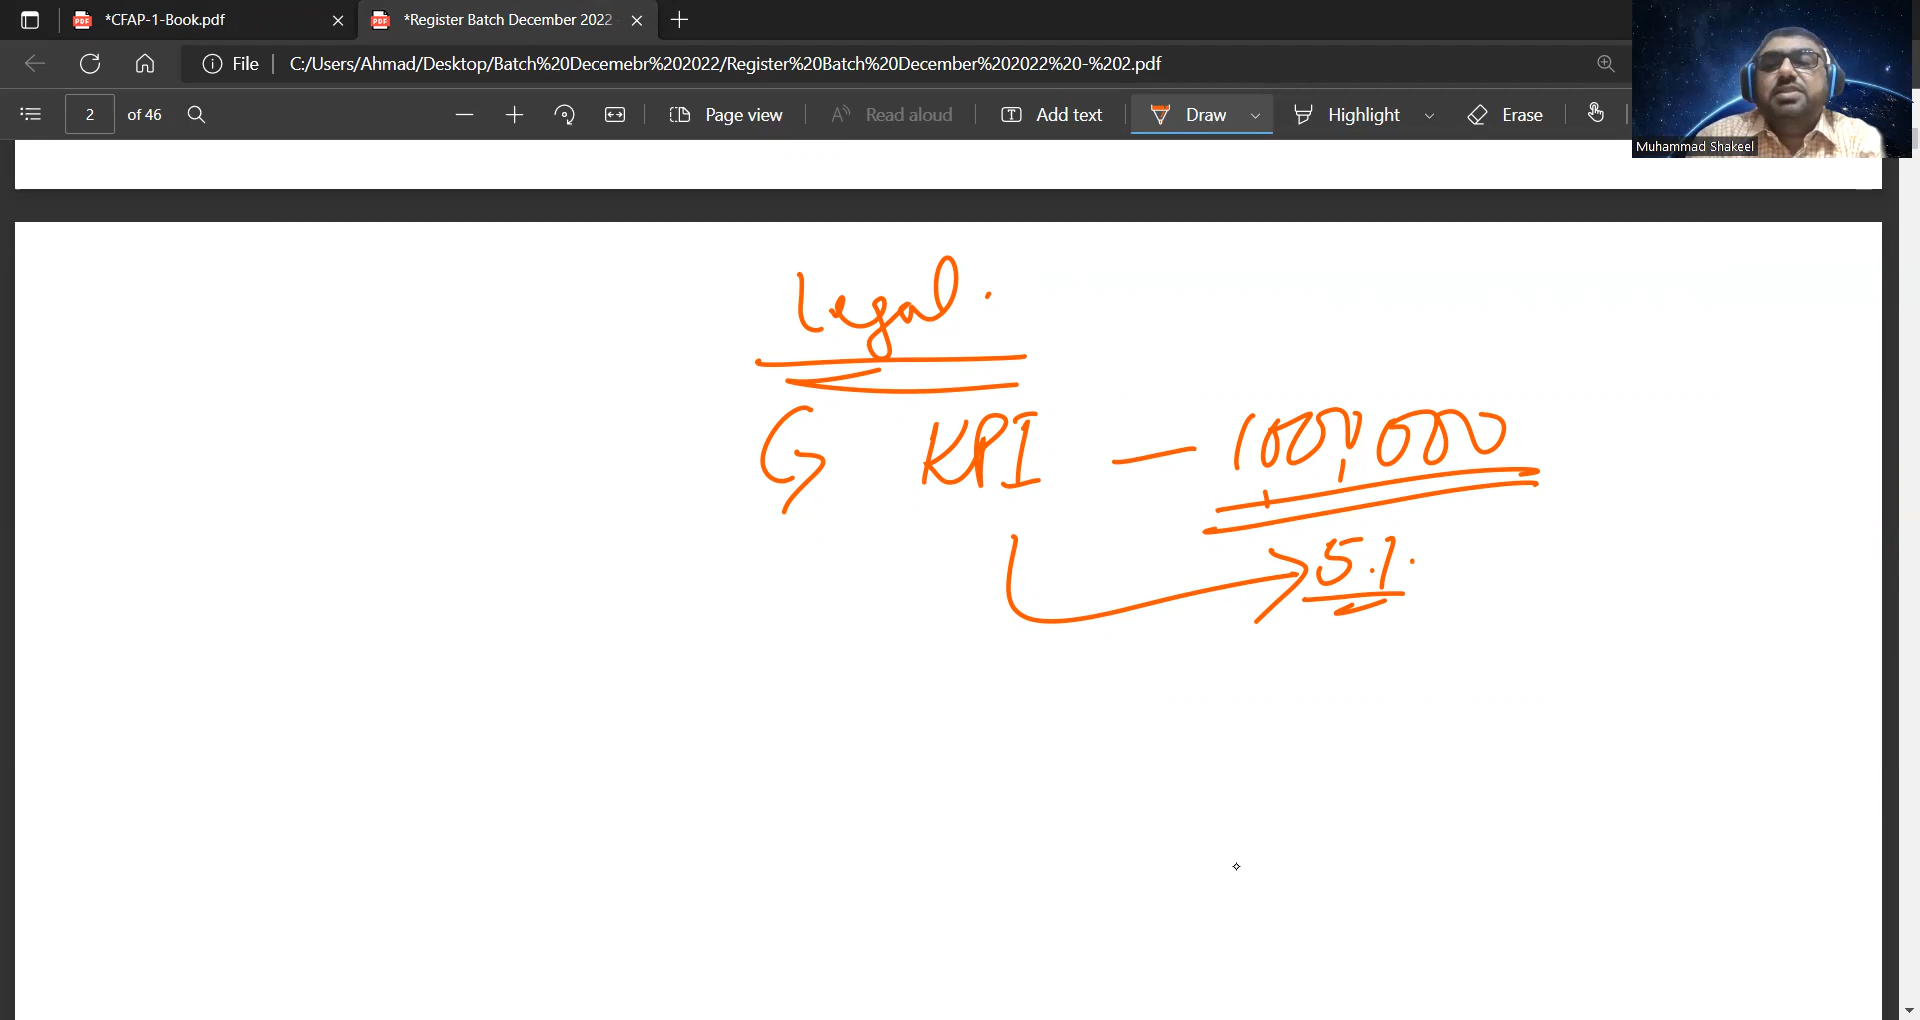 *CFAP-1-Book.pdf
*Register Batch December 2022
File
C:/Users/Ahmad/Desktop/Batch%20Decemebr%202022/Register%20Batch%20December%202022%20-%202.pdf
2 of 46
Page view
Read aloud
Add text
Draw
Highlight
Erase
Muhammad Shakeel
Legal.
KPI — 1000,000
5%